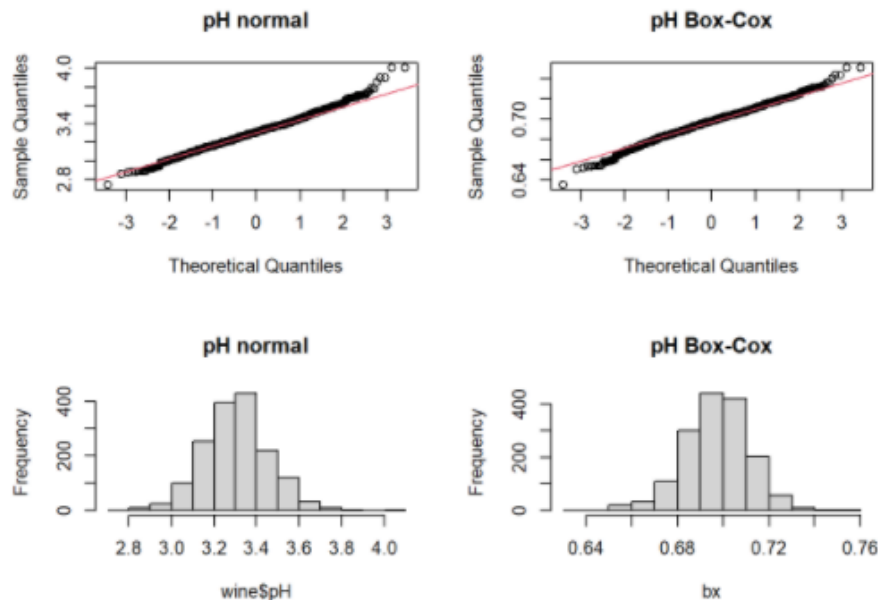 pH normal
Sample Quantiles
2.8 3.4 4.0
-3 -2 -1 0 1 2 3
Theoretical Quantiles
pH Box-Cox
Sample Quantiles
0.64 0.70
-3 -2 -1 0 1 2 3
Theoretical Quantiles
pH normal
Frequency
0 200 400
2.8 3.0 3.2 3.4 3.6 3.8 4.0
wine$pH
pH Box-Cox
Frequency
0 200 400
0.64 0.68 0.72 0.76
bx